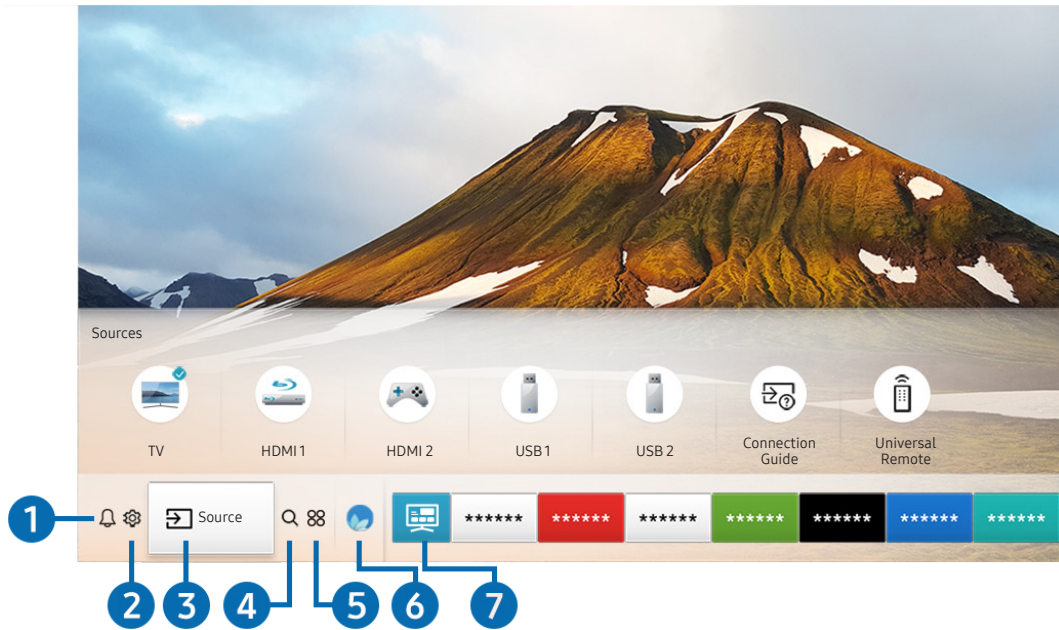 Sources
TV
HDMI 1
HDMI 2
USB 1
USB 2
Connection
Guide
Universal
Remote
1
Source
******
******
******
******
******
******
******
2
3
4
5
6
7